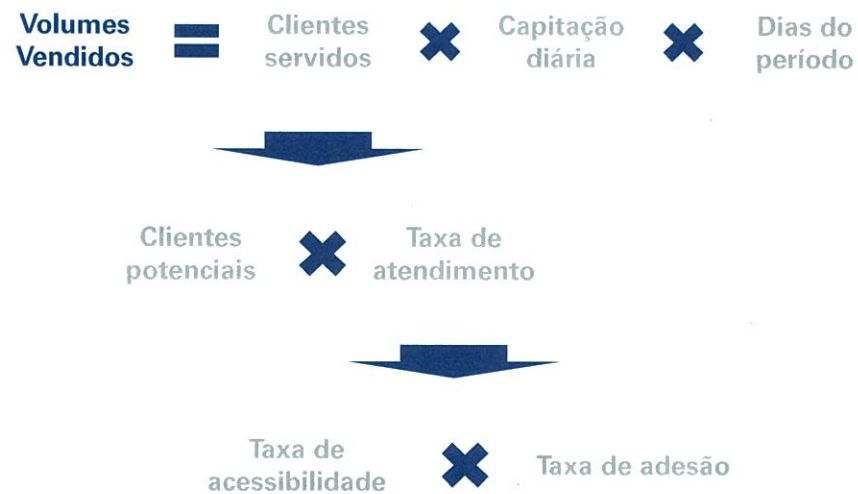 Volumes
Vendidos
Clientes
servidos
Capitação
diária
Dias do
período
Clientes
potenciais
Taxa de
atendimento
Taxa de
acessibilidade
Taxa de adesão